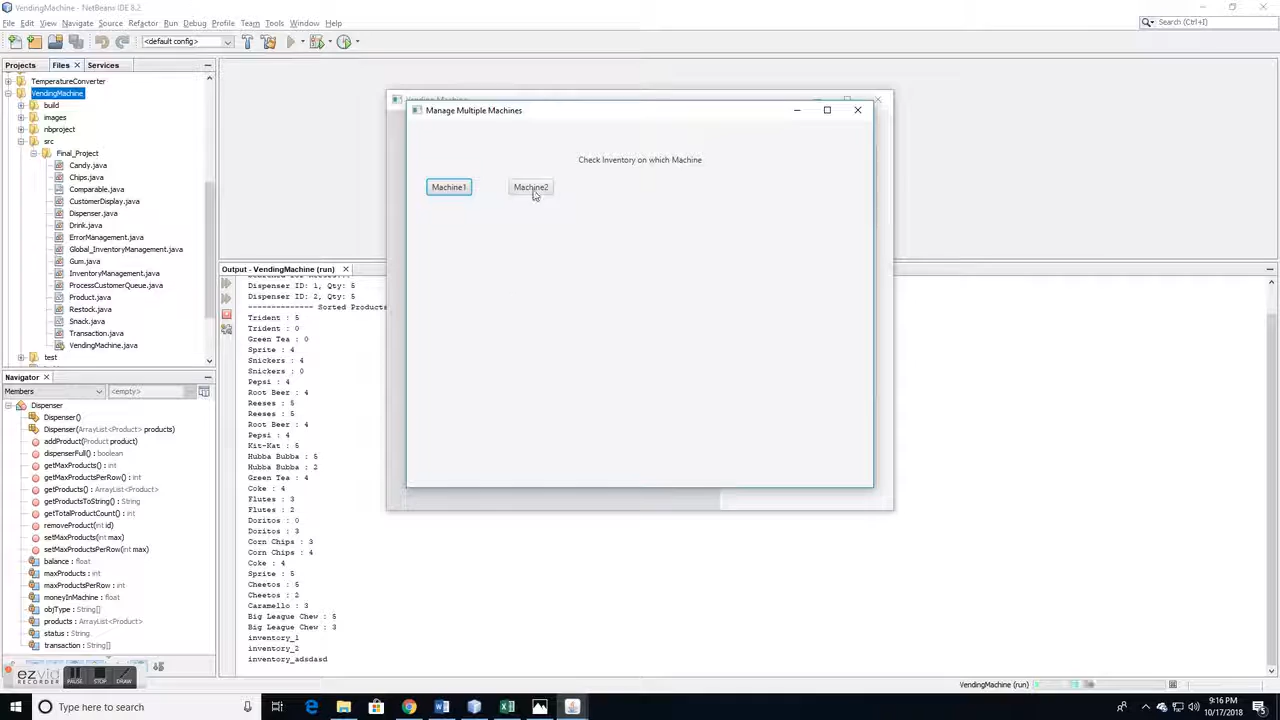 VendingMachine - NetBeans IDE 8.2
File Edit View Navigate Source Refactor Run Debug Profile Team Tools Window Help
Search (Ctrl+I)
<default config>
Projects Files Services
TemperatureConverter
VendingMachine
build
images
nbproject
src
Final_Project
Candy.java
Chips.java
Comparable.java
CustomerDisplay.java
Dispenser.java
Drink.java
ErrorManagement.java
Global_InventoryManagement.java
Gum.java
InventoryManagement.java
ProcessCustomerQueue.java
Product.java
Restock.java
Snack.java
Transaction.java
VendingMachine.java
test
Navigator
Members <empty>
Dispenser
Dispenser()
Dispenser(ArrayList<Product> products)
addProduct(Product product)
dispenserFull() : boolean
getMaxProducts() : int
getMaxProductsPerRow() : int
getProducts() : ArrayList<Product>
getProductsToString() : String
getTotalProductCount() : int
removeProduct(int id)
setMaxProducts(int max)
setMaxProductsPerRow(int max)
balance : float
maxProducts : int
maxProductsPerRow : int
moneyInMachine : float
objType : String[]
products : ArrayList<Product>
status : String
transaction : String[]
ezvid
RECORDER
PAUSE STOP DRAW
Manage Multiple Machines
Check Inventory on which Machine
Machine1 Machine2
Output - VendingMachine (run)
Dispenser ID: 1, Qty: 5
Dispenser ID: 2, Qty: 5
-------------- Sorted Products
Trident : 5
Trident : 0
Green Tea : 0
Sprite : 4
Snickers : 4
Snickers : 0
Pepsi : 4
Root Beer : 4
Reeses : 5
Reeses : 5
Root Beer : 4
Pepsi : 4
Kit-Kat : 5
Hubba Bubba : 5
Hubba Bubba : 2
Green Tea : 4
Coke : 4
Flutes : 3
Flutes : 2
Doritos : 0
Doritos : 3
Corn Chips : 3
Corn Chips : 4
Coke : 4
Sprite : 5
Cheetos : 5
Cheetos : 2
Caramello : 3
Big League Chew : 5
Big League Chew : 3
inventory_1
inventory_2
inventory_adsdasd
VendingMachine (run)
Type here to search
9:16 PM
10/17/2018